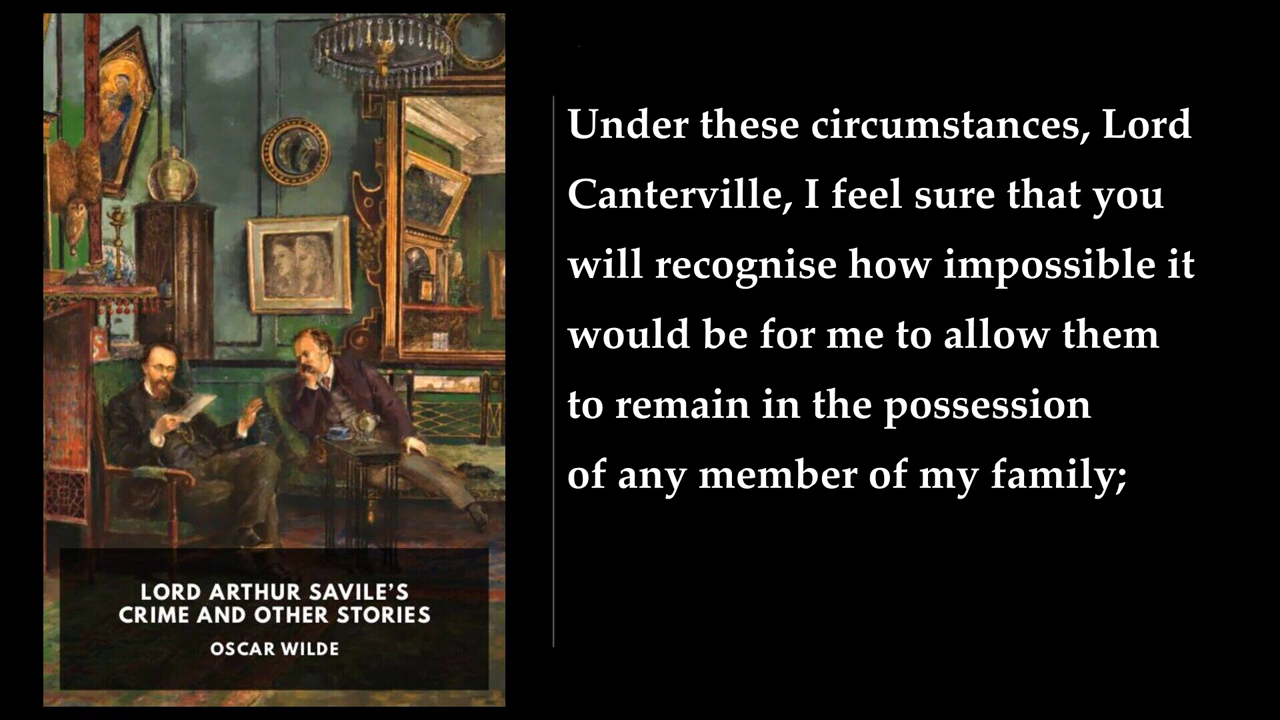 Under these circumstances, Lord
Canterville, I feel sure that you
will recognise how impossible it
would be for me to allow them
to remain in the possession
of any member of my family;
LORD ARTHUR SAVILE’S
CRIME AND OTHER STORIES
OSCAR WILDE